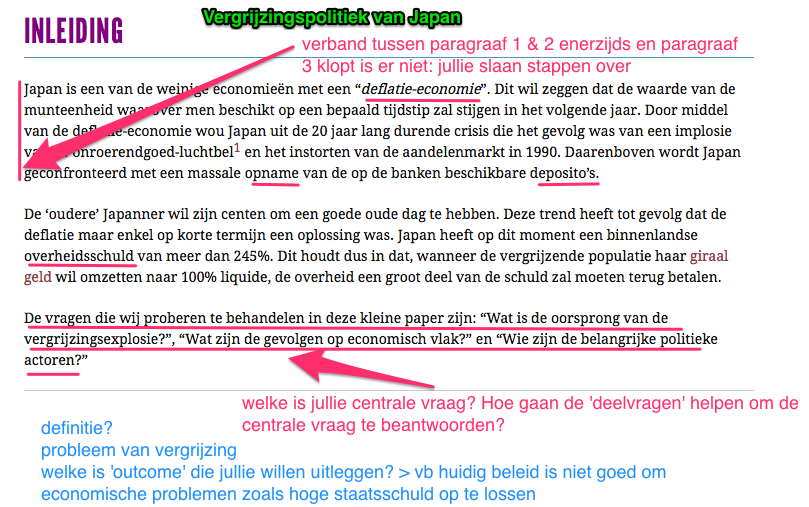 Vergrijzingspolitiek van Japan
INLEIDING
verband tussen paragraaf 1 & 2 enerzijds en paragraaf
3 klopt is er niet: jullie slaan stappen over
Japan is een van de weinige economieën met een “deflatie-economie”. Dit wil zeggen dat de waarde van de
munteenheid waarover men beschikt op een bepaald tijdstip zal stijgen in het volgende jaar. Door middel
van de deflatie-economie wou Japan uit de 20 jaar lang durende crisis die het gevolg was van een implosie
van de onroerendgoed-luchtbel1 en het instorten van de aandelenmarkt in 1990. Daarenboven wordt Japan
geconfronteerd met een massale opname van de op de banken beschikbare deposito’s.
De ‘oudere’ Japanner wil zijn centen om een goede oude dag te hebben. Deze trend heeft tot gevolg dat de
deflatie maar enkel op korte termijn een oplossing was. Japan heeft op dit moment een binnenlandse
overheidsschuld van meer dan 245%. Dit houdt dus in dat, wanneer de vergrijzende populatie haar giraal
geld wil omzetten naar 100% liquide, de overheid een groot deel van de schuld zal moeten terug betalen.
De vragen die wij proberen te behandelen in deze kleine paper zijn: “Wat is de oorsprong van de
vergrijzingsexplosie?”, “Wat zijn de gevolgen op economisch vlak?” en “Wie zijn de belangrijke politieke
actoren?”
welke is jullie centrale vraag? Hoe gaan de 'deelvragen' helpen om de
centrale vraag te beantwoorden?
definitie?
probleem van vergrijzing
welke is 'outcome' die jullie willen uitleggen? > vb huidig beleid is niet goed om
economische problemen zoals hoge staatsschuld op te lossen